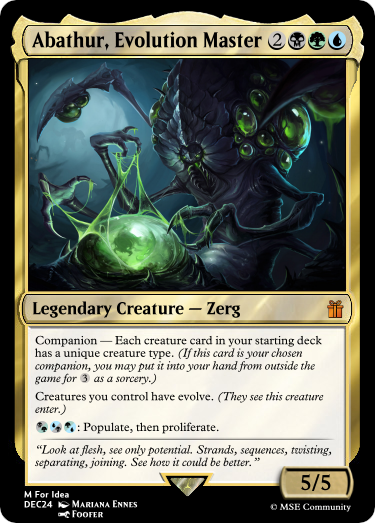 Abathur, Evolution Master 2
Legendary Creature — Zerg
Companion — Each creature card in your starting deck
has a unique creature type. (If this card is your chosen
companion, you may put it into your hand from outside the
game for 3 as a sorcery.)
Creatures you control have evolve. (They see this creature
enter.)
: Populate, then proliferate.
“Look at flesh, see only potential. Strands, sequences, twisting,
separating, joining. See how it could be better.”
5/5
M For Idea
DEC24 Mariana Ennes
Foofer
© MSE Community